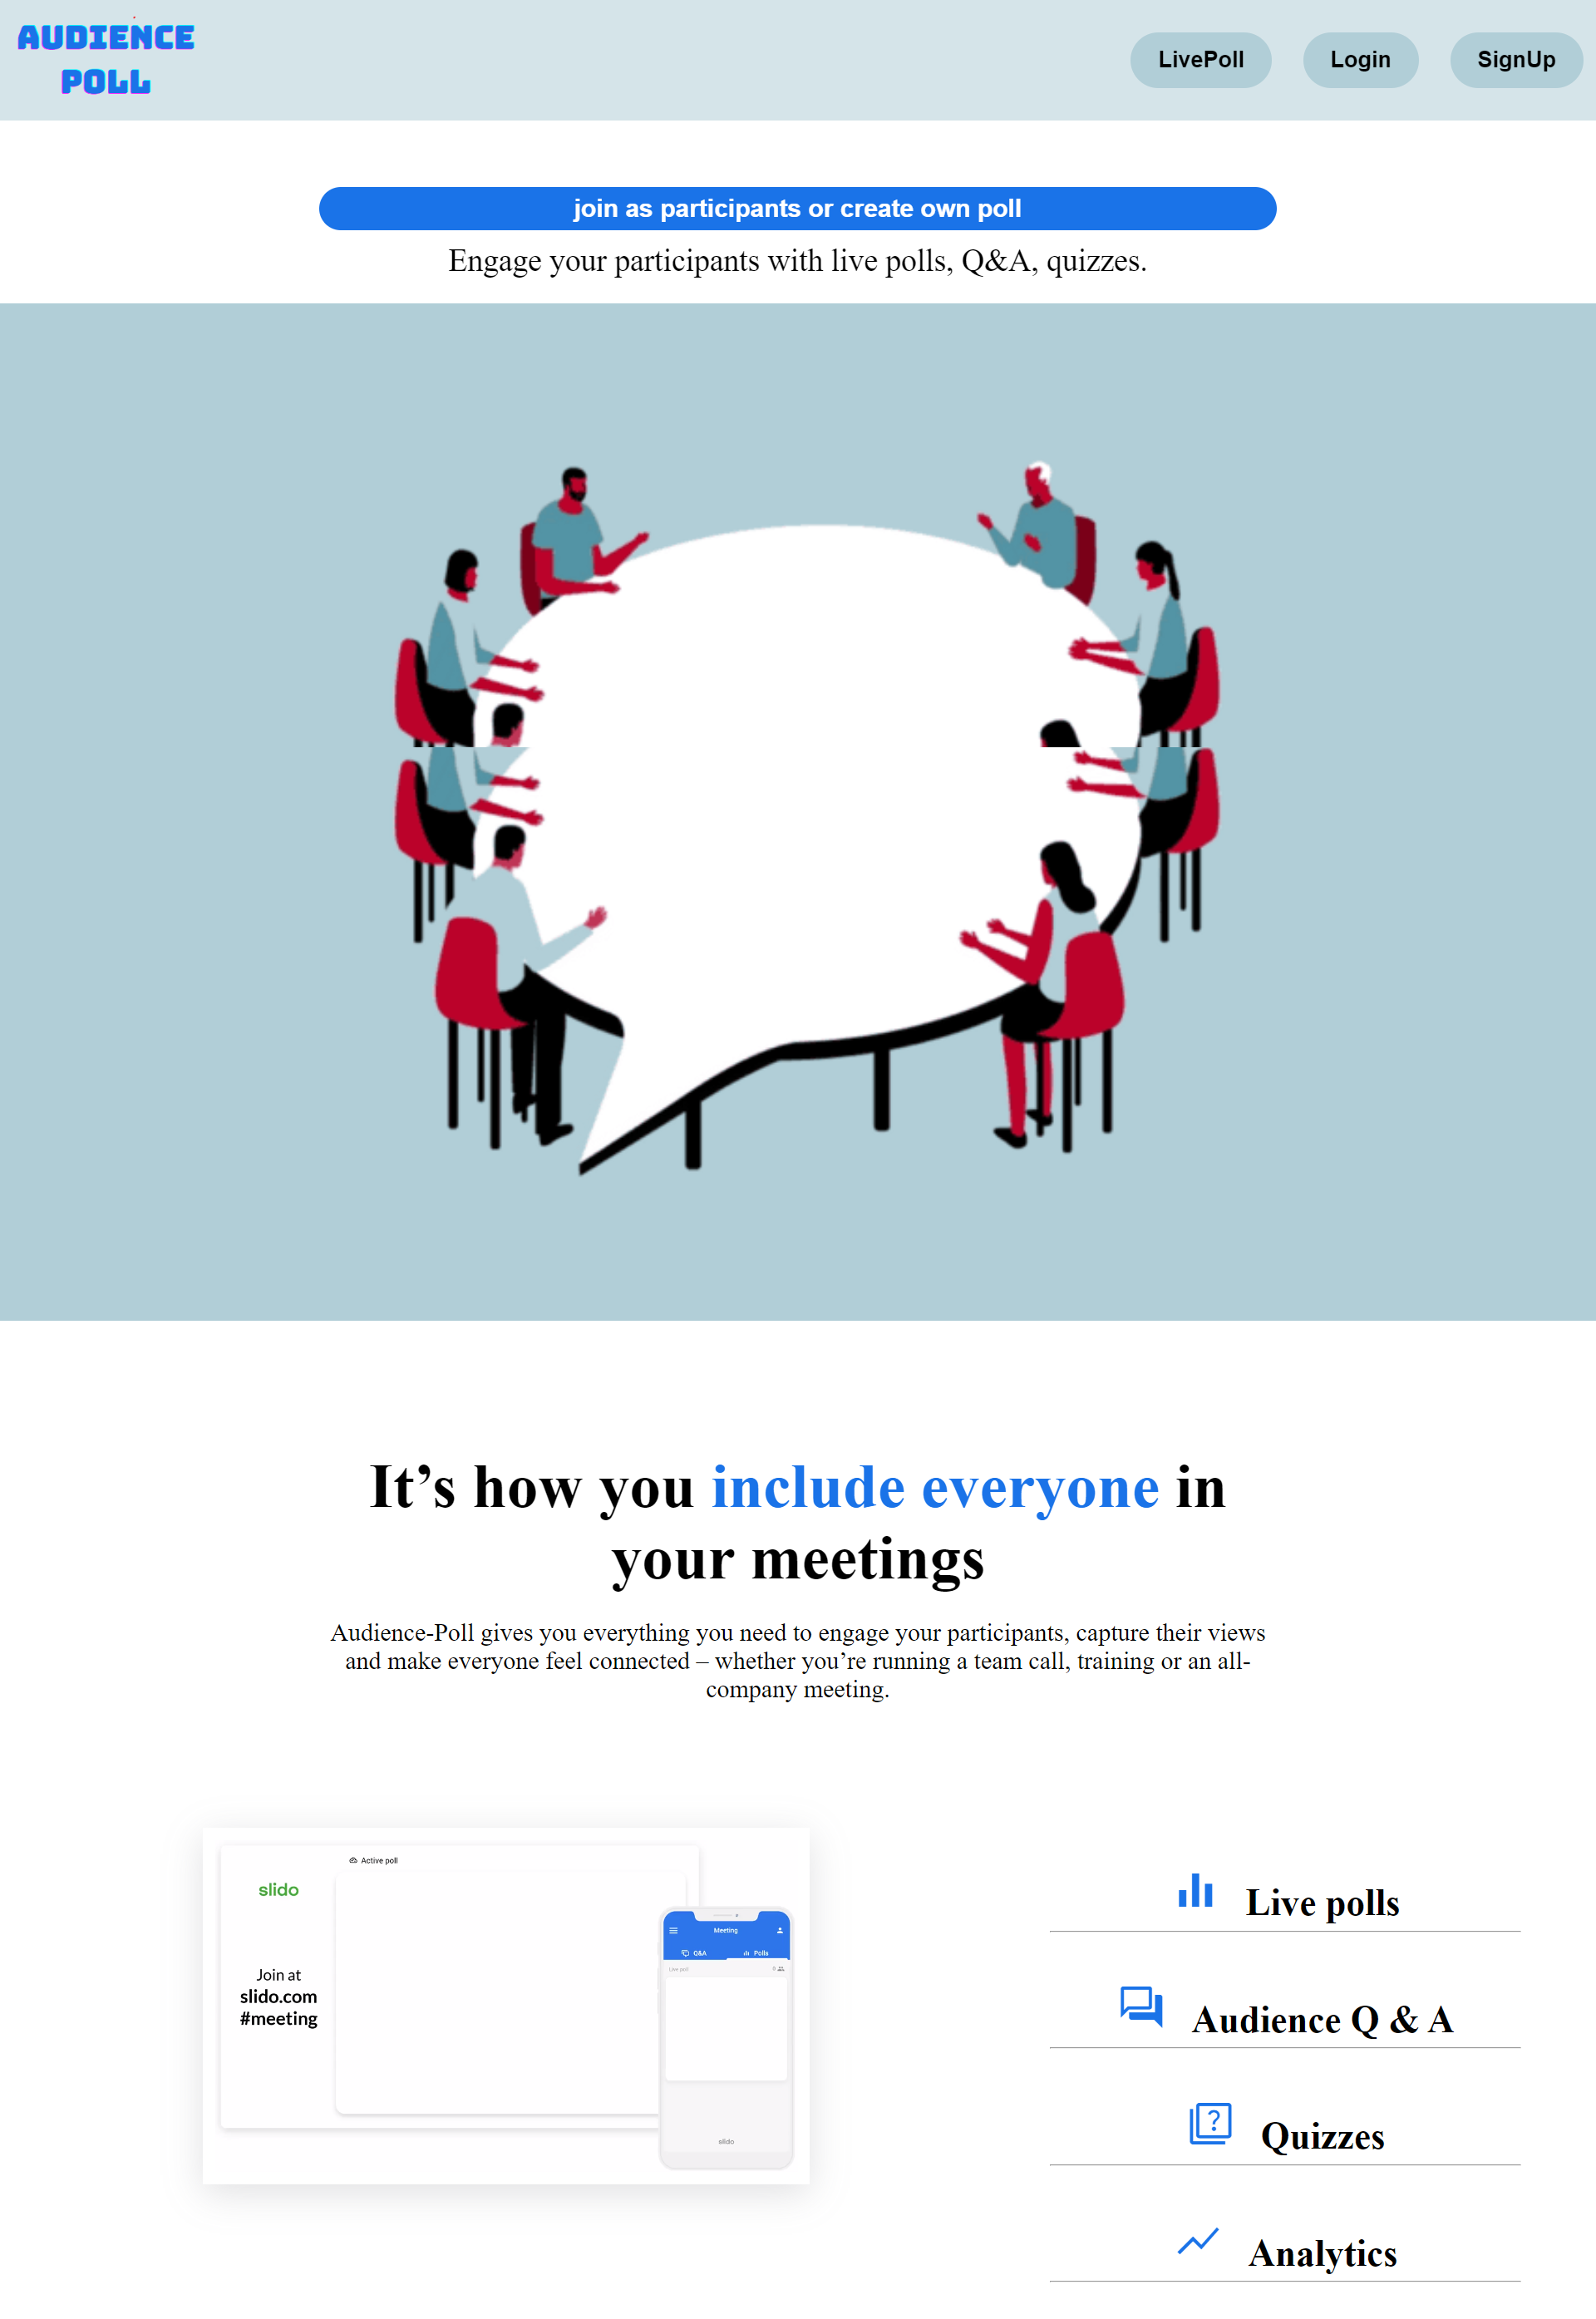 AUDIENCE
POLL
LivePoll
Login
SignUp
join as participants or create own poll
Engage your participants with live polls, Q&A, quizzes.
It’s how you include everyone in
your meetings
Audience-Poll gives you everything you need to engage your participants, capture their views
and make everyone feel connected – whether you’re running a team call, training or an all-
company meeting.
Active poll
slido
Join at
slido.com
#meeting
Meeting
Q&A
Polls
Live poll
0
slido
Live polls
Audience Q & A
Quizzes
Analytics